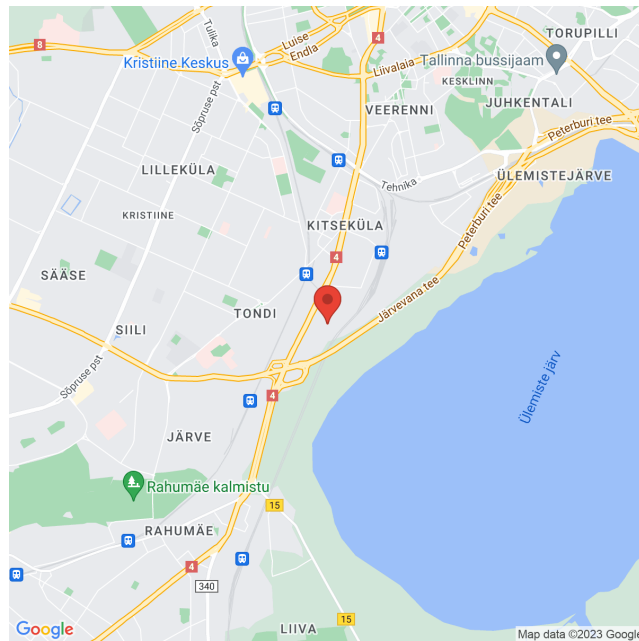 TORUPILLI
Tulika
Luise
4
8
Endla
Kristiine Keskus
Liivalaia
Tallinna bussijaam
KESKLINN
VEERENNI
JUHKENTALI
Sõpruse pst
Peterburi tee
LILLEKÜLA
Tehnika
ÜLEMISTEJÄRVE
KRISTIINE
KITSEKÜLA
Peterburi tee
4
SÄÄSE
Järvevana tee
TONDI
SIILI
Sõpruse pst
4
Ülemiste järv
JÄRVE
Rahumäe kalmistu
15
RAHUMÄE
4
340
15
LIIVA
Google
Map data ©2023 Google